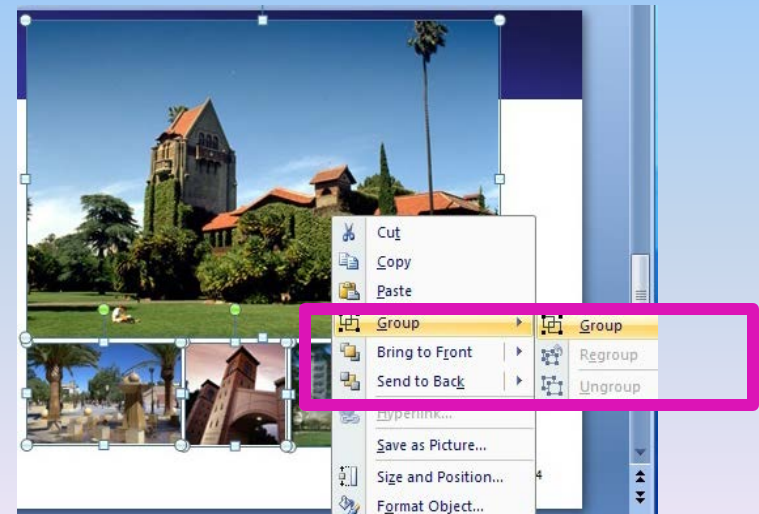 Cut
Copy
Paste
Group
Group
Bring to Front
Regroup
Send to Back
Ungroup
Hyperlink...
Save as Picture...
Size and Position...
4
Format Object...